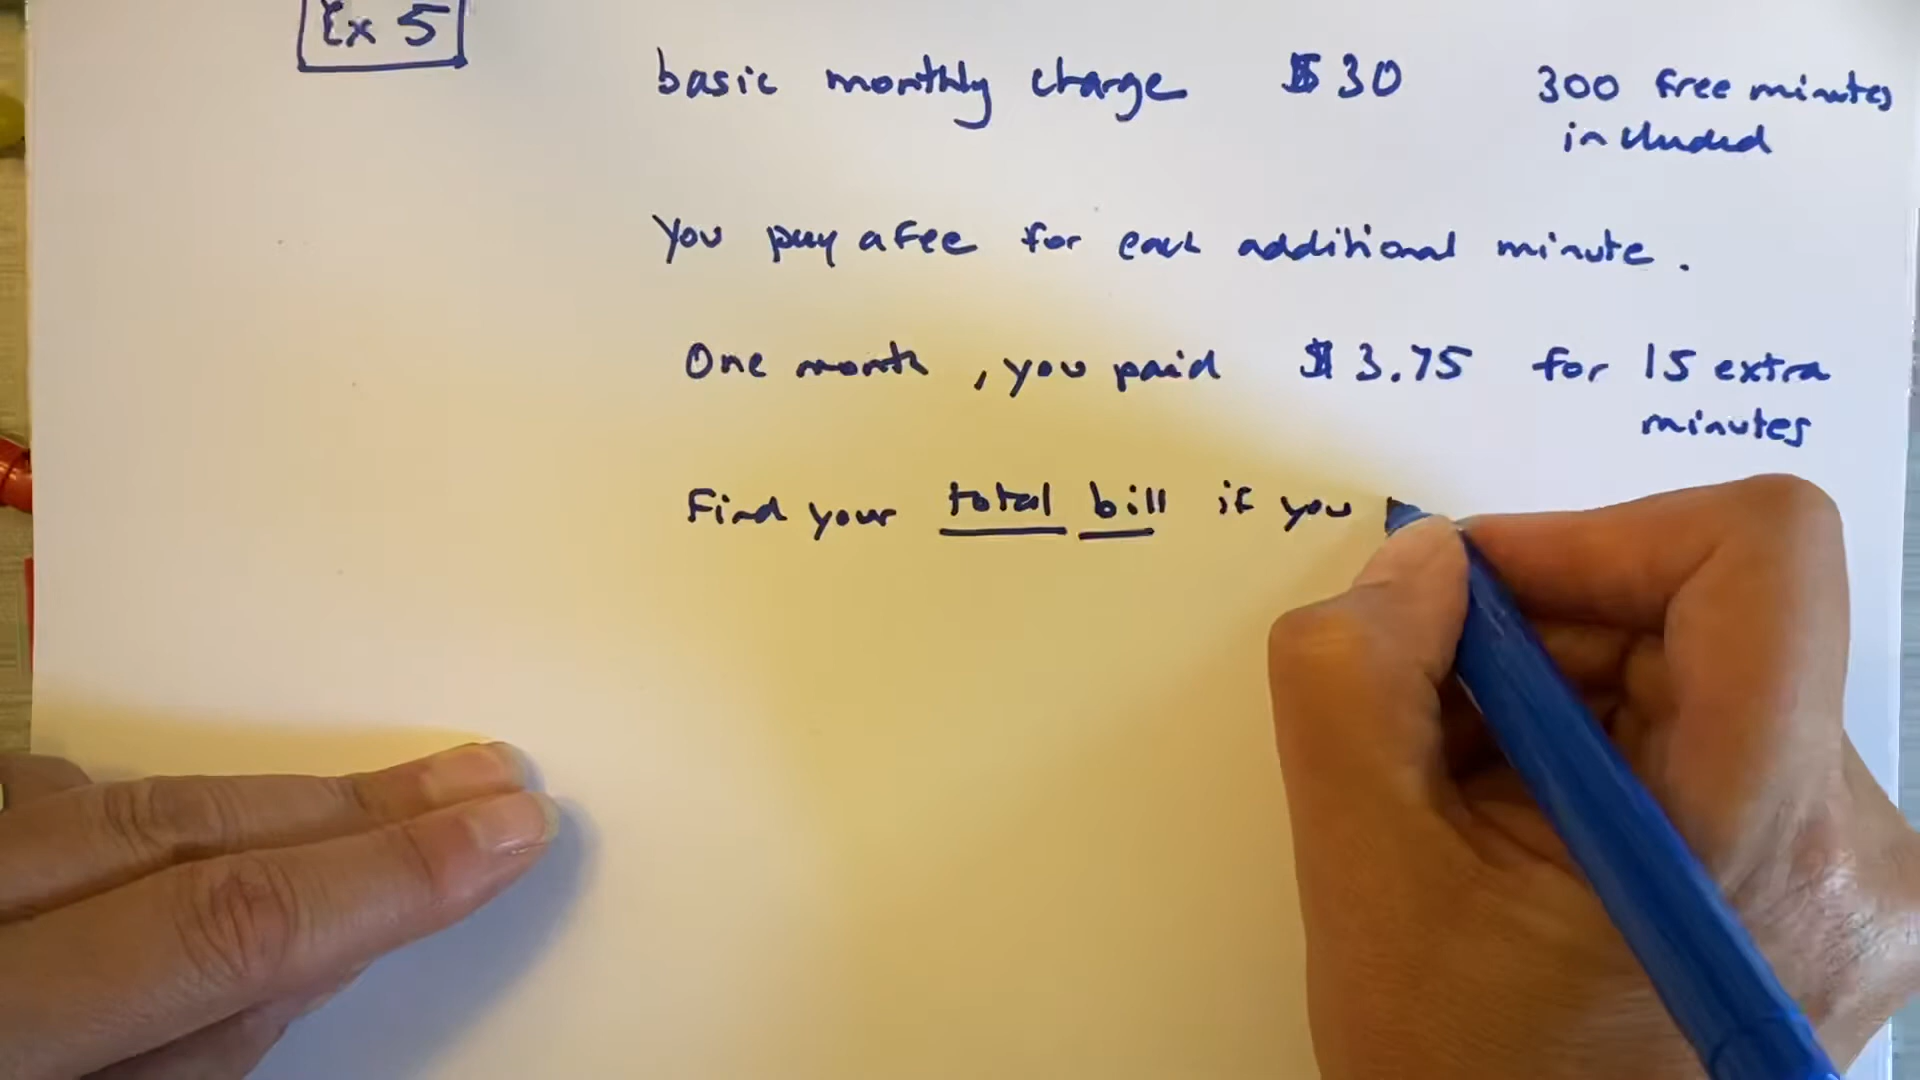 Ex 5
basic monthly charge $30 300 free minutes
included
You pay a fee for each additional minute.
One month, you paid $3.75 for 15 extra
minutes
Find your total bill if you